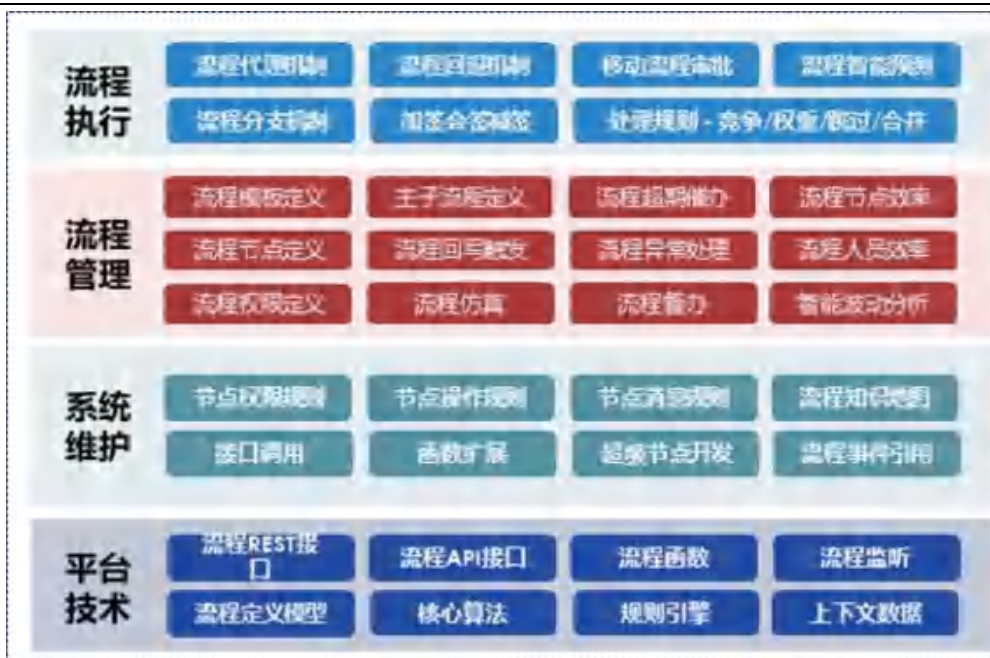 流程
执行
流程代理机制
流程回退机制
移动流程审批
流程智能预测
流程分支机制
加签会签减签
处理规则 - 竞争/权重/跳过/合并
流程
管理
流程模板定义
主子流程定义
流程超期催办
流程节点效率
流程节点定义
流程回写触发
流程异常处理
流程人员效率
流程权限定义
流程仿真
流程督办
智能波动分析
系统
维护
节点权限规则
节点操作规则
节点消息规则
流程知识地图
接口调用
函数扩展
超级节点开发
流程事件引用
平台
技术
流程REST接
口
流程API接口
流程函数
流程监听
流程定义模型
核心算法
规则引擎
上下文数据